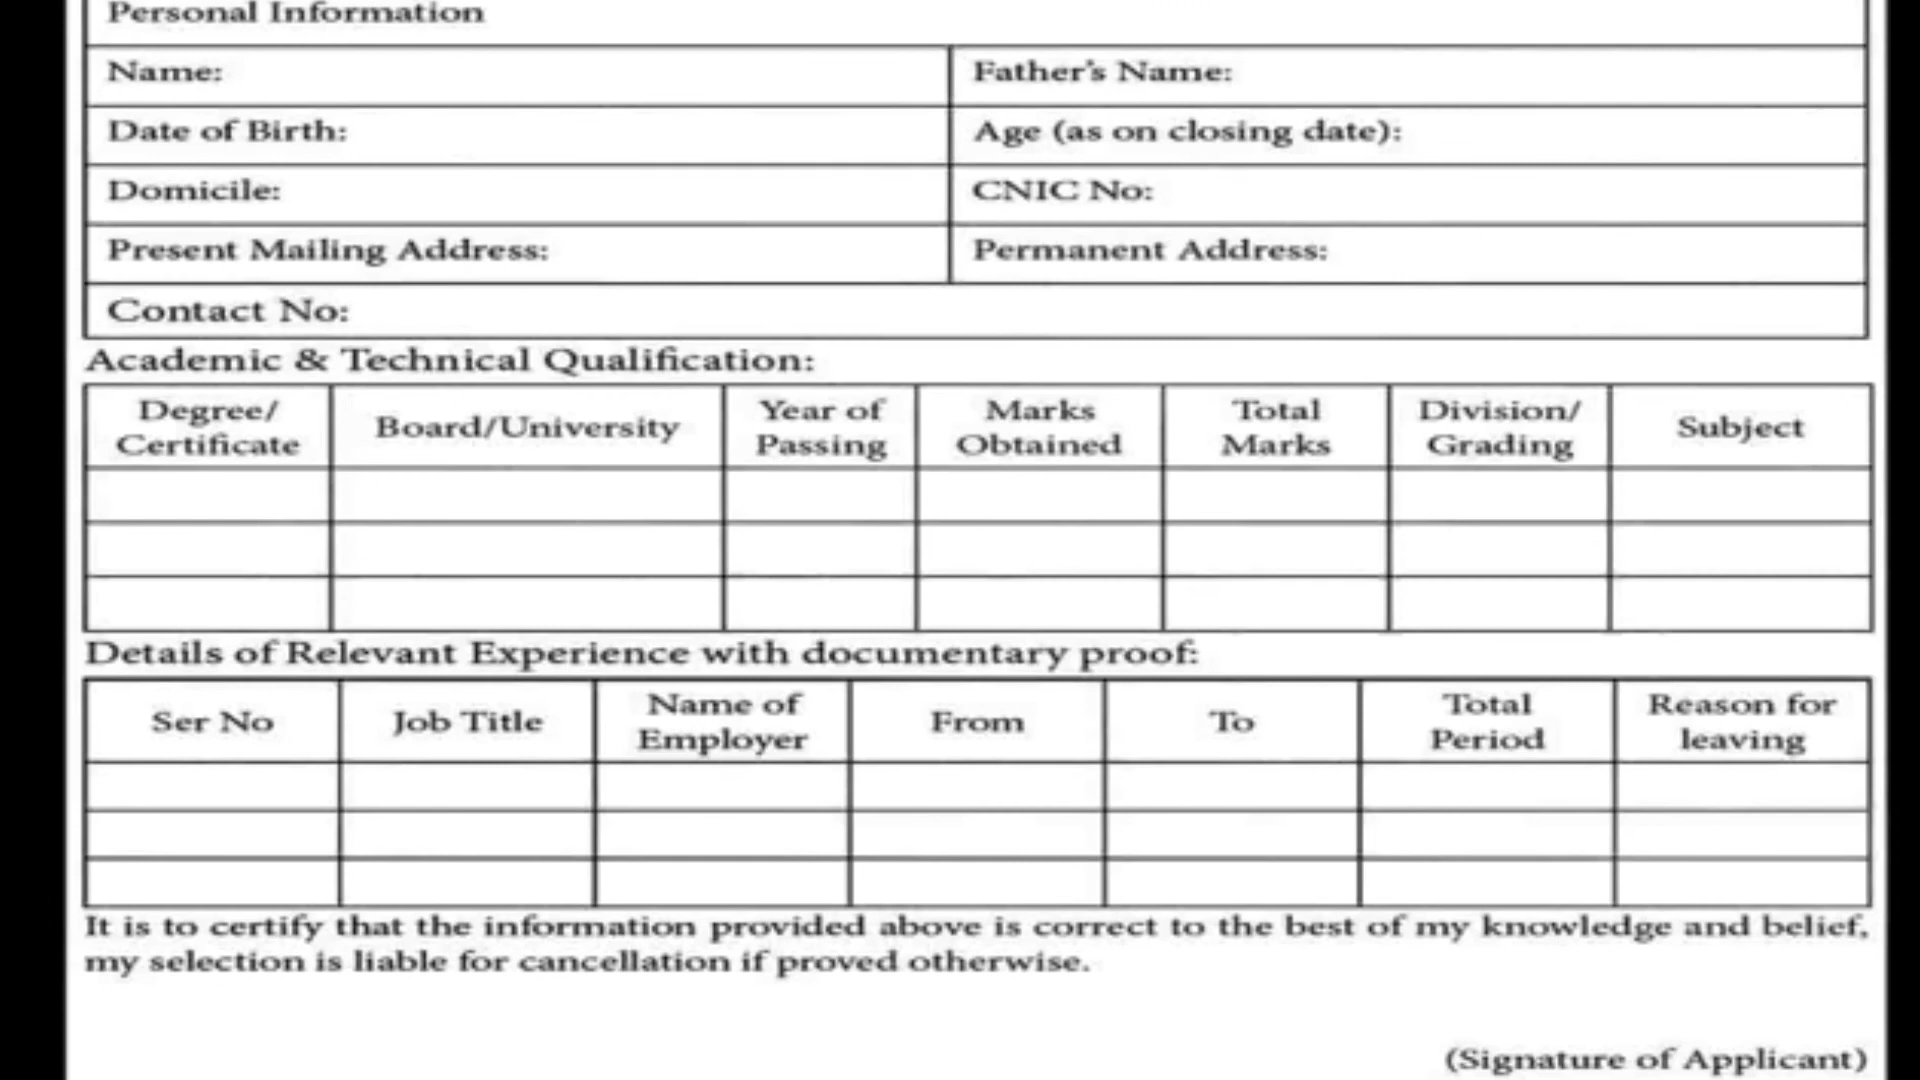 Personal Information
Name: Father's Name:
Date of Birth: Age (as on closing date):
Domicile: CNIC No:
Present Mailing Address: Permanent Address:
Contact No:
Academic & Technical Qualification:
Degree/ Certificate Board/University Year of Passing Marks Obtained Total Marks Division/ Grading Subject
Details of Relevant Experience with documentary proof:
Ser No Job Title Name of Employer From To Total Period Reason for leaving
It is to certify that the information provided above is correct to the best of my knowledge and belief,
my selection is liable for cancellation if proved otherwise.
(Signature of Applicant)